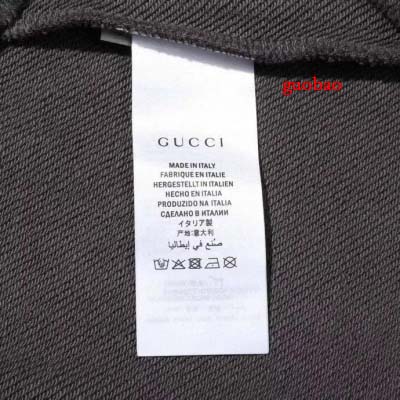 guobao
GUCCI
MADE IN ITALY
FABRIQUÉ EN ITALIE
HERGESTELLT IN ITALIEN
HECHO EN ITALIA
PRODUZIDO NA ITALIA
СДЕЛАНО В ИТАЛИИ
イタリア製
产地:意大利
صنع في إيطاليا